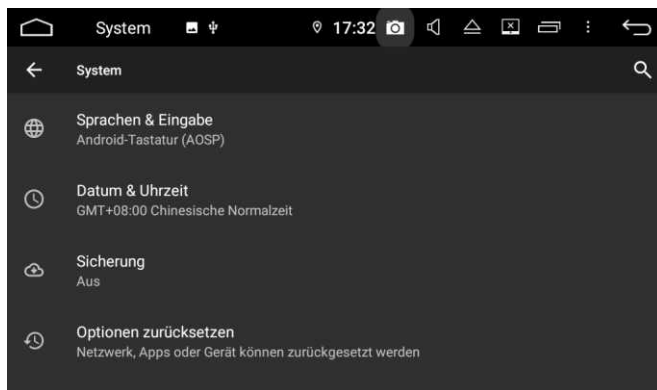 System 17:32
System
Sprachen & Eingabe
Android-Tastatur (AOSP)
Datum & Uhrzeit
GMT+08:00 Chinesische Normalzeit
Sicherung
Aus
Optionen zurücksetzen
Netzwerk, Apps oder Gerät können zurückgesetzt werden